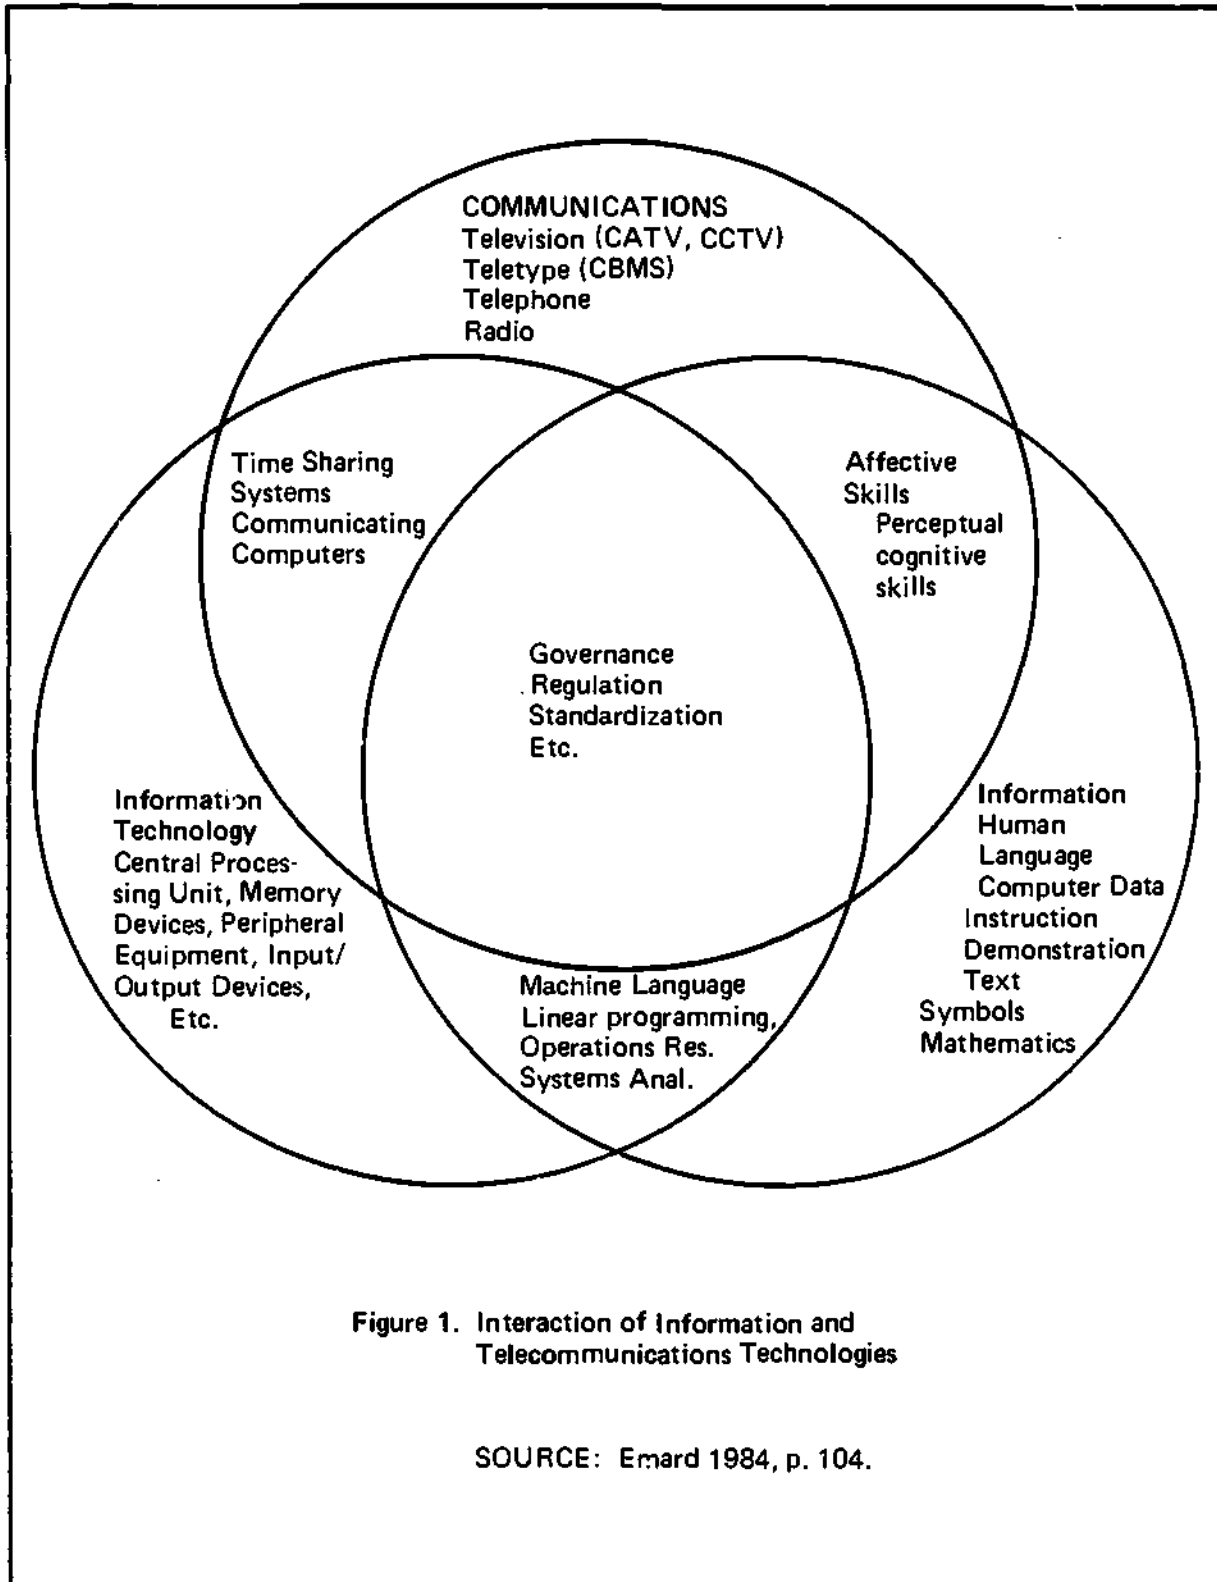 COMMUNICATIONS
Television (CATV, CCTV)
Teletype (CBMS)
Telephone
Radio
Time Sharing
Systems
Communicating
Computers
Affective
Skills
Perceptual
cognitive
skills
Governance
Regulation
Standardization
Etc.
Information
Technology
Central Proces-
sing Unit, Memory
Devices, Peripheral
Equipment, Input/
Output Devices,
Etc.
Information
Human
Language
Computer Data
Instruction
Demonstration
Text
Symbols
Mathematics
Machine Language
Linear programming,
Operations Res.
Systems Anal.
Figure 1. Interaction of Information and
Telecommunications Technologies
SOURCE: Emard 1984, p. 104.